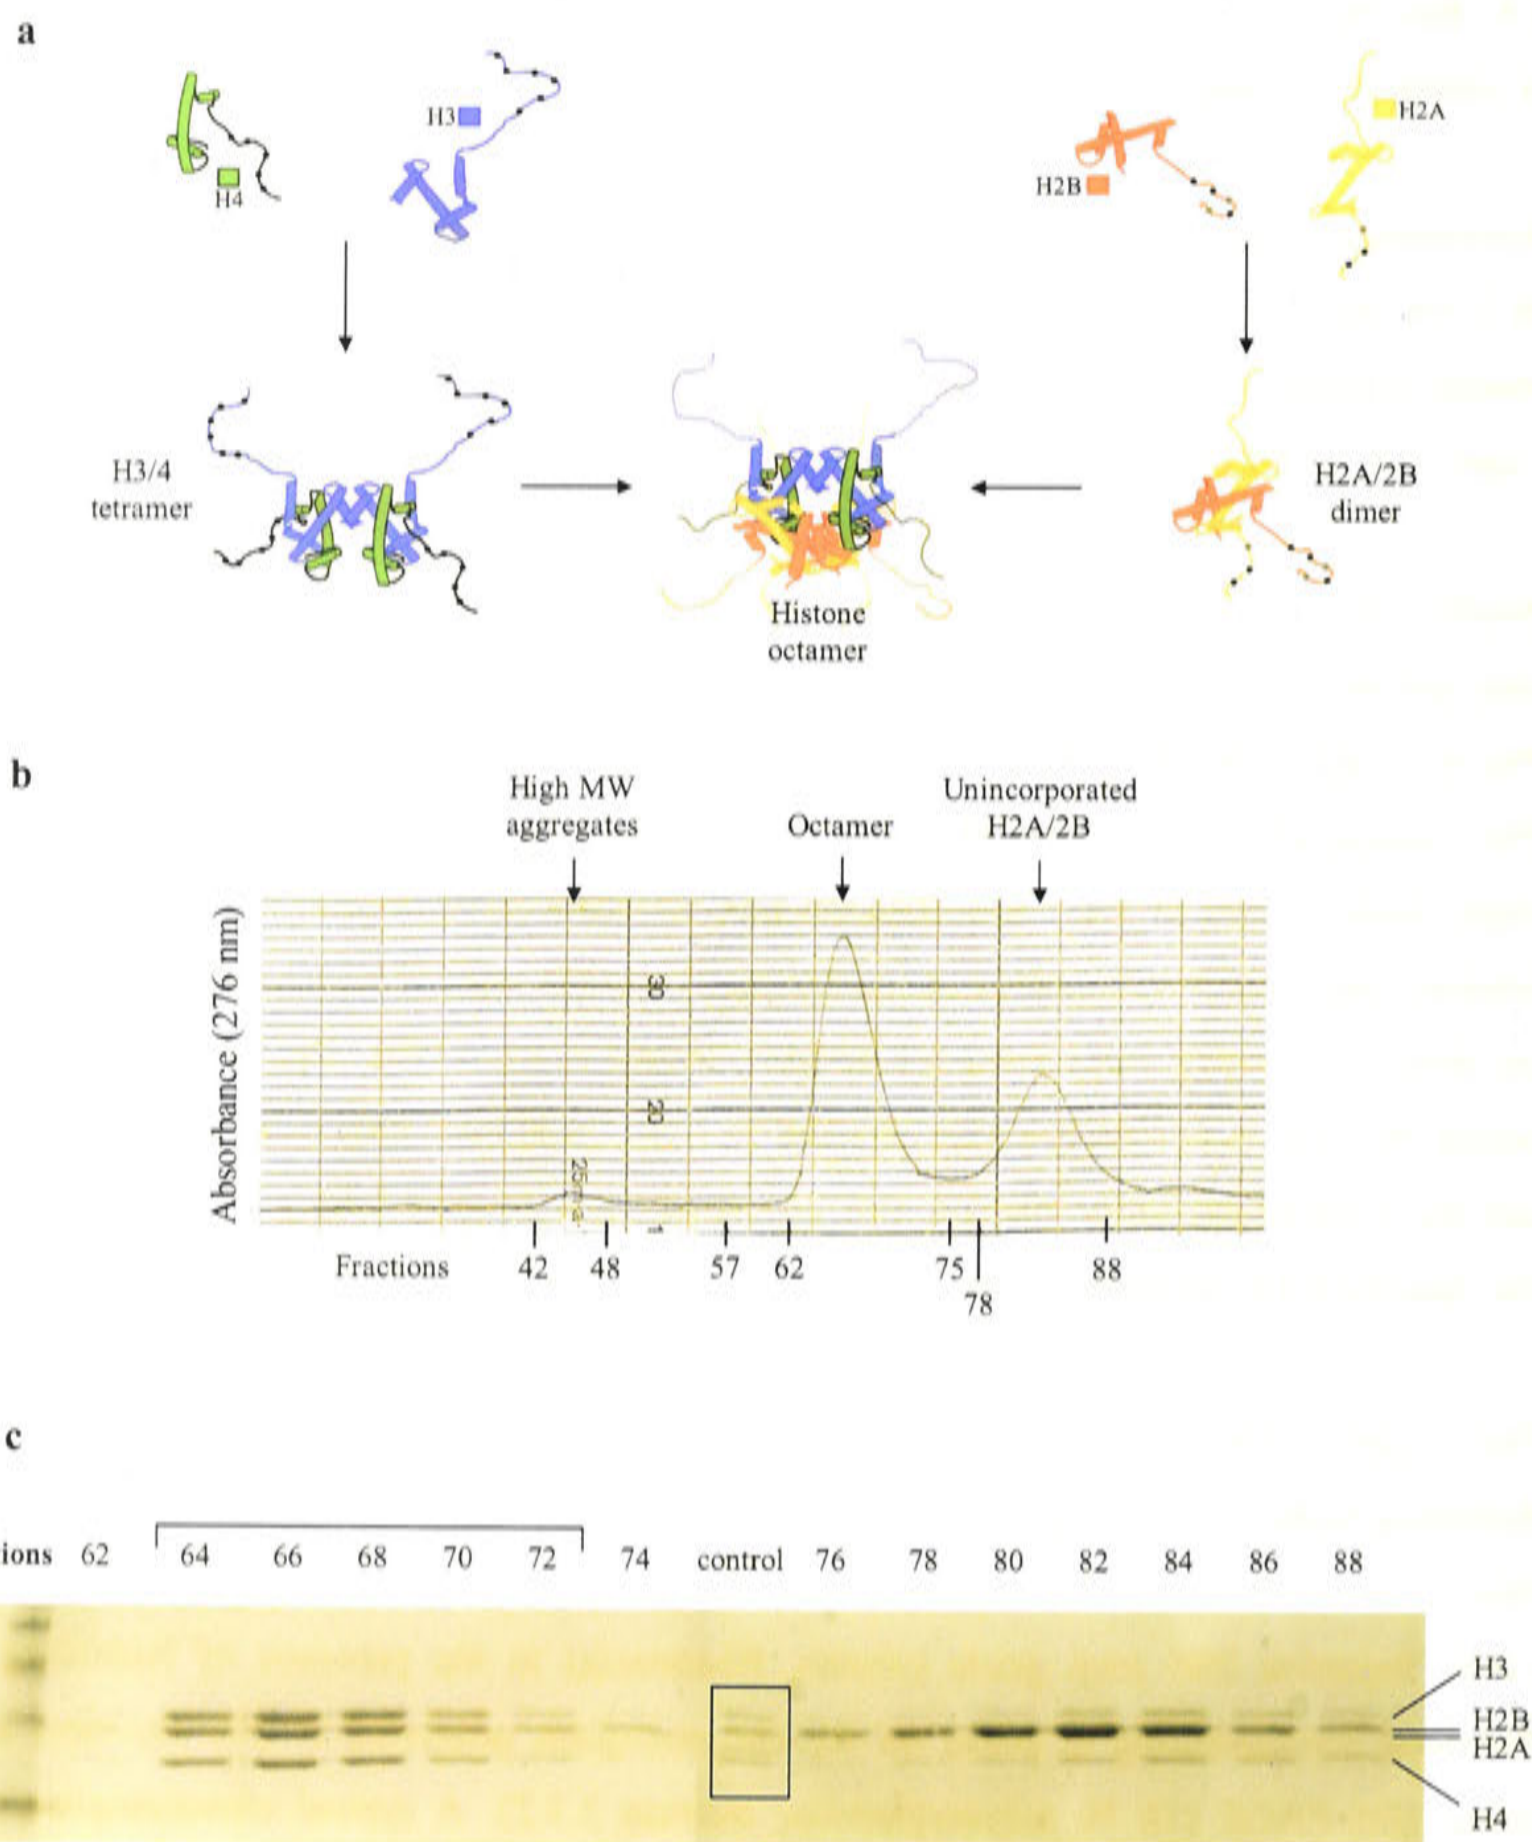 a
H3
H4
H2A
H2B
H3/4
tetramer
H2A/2B
dimer
Histone
octamer
b
High MW
aggregates
Octamer
Unincorporated
H2A/2B
Absorbance (276 nm)
30
20
1
Fractions 42 48 57 62 75 88
78
c
ions 62 64 66 68 70 72 74 control 76 78 80 82 84 86 88
H3
H2B
H2A
H4